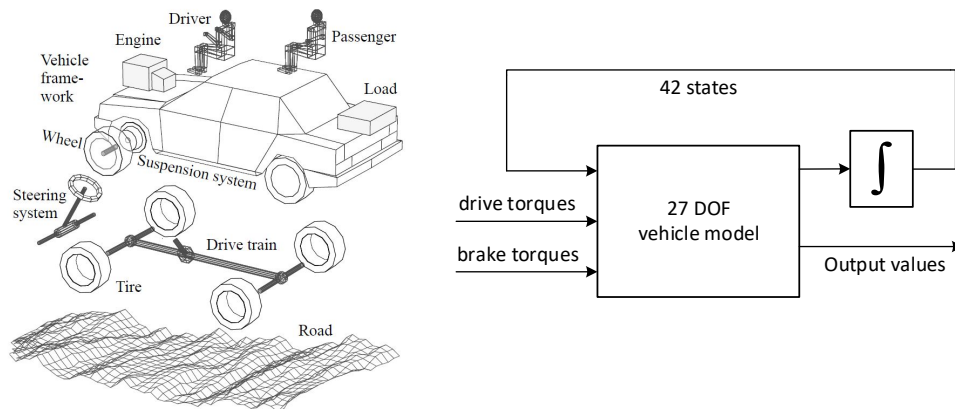 Driver
Engine
Passenger
Vehicle
frame-
work
Load
Wheel
Suspension system
Steering
system
Drive train
Tire
Road
42 states
∫
drive torques
27 DOF
vehicle model
brake torques
Output values